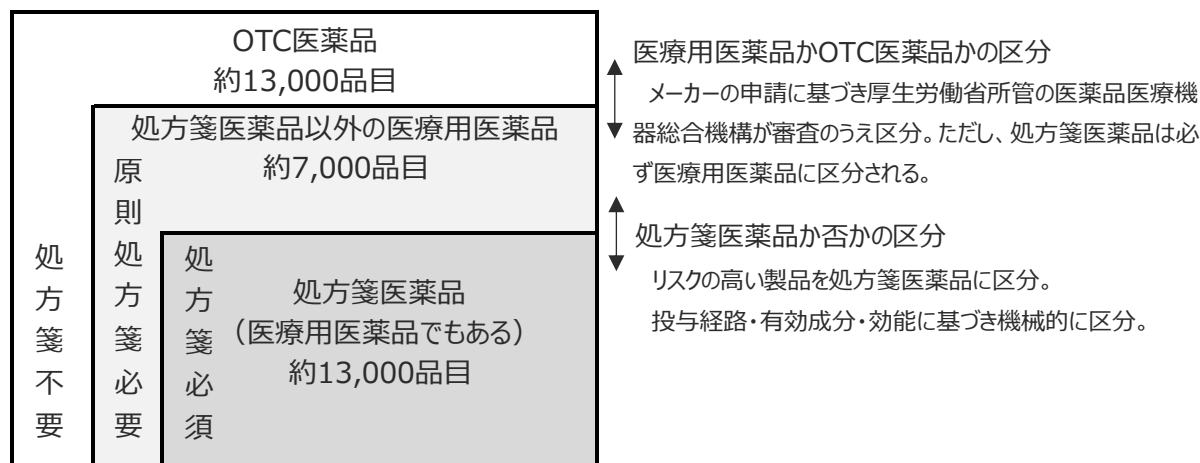 OTC医薬品
約13,000品目
処方箋医薬品以外の医療用医薬品
約7,000品目
処方箋医薬品
(医療用医薬品でもある)
約13,000品目
処方箋不要
原則処方箋必要
処方箋必須
医療用医薬品かOTC医薬品かの区分
メーカーの申請に基づき厚生労働省所管の医薬品医療機
器総合機構が審査のうえ区分。ただし、処方箋医薬品は必
ず医療用医薬品に区分される。
処方箋医薬品か否かの区分
リスクの高い製品を処方箋医薬品に区分。
投与経路・有効成分・効能に基づき機械的に区分。